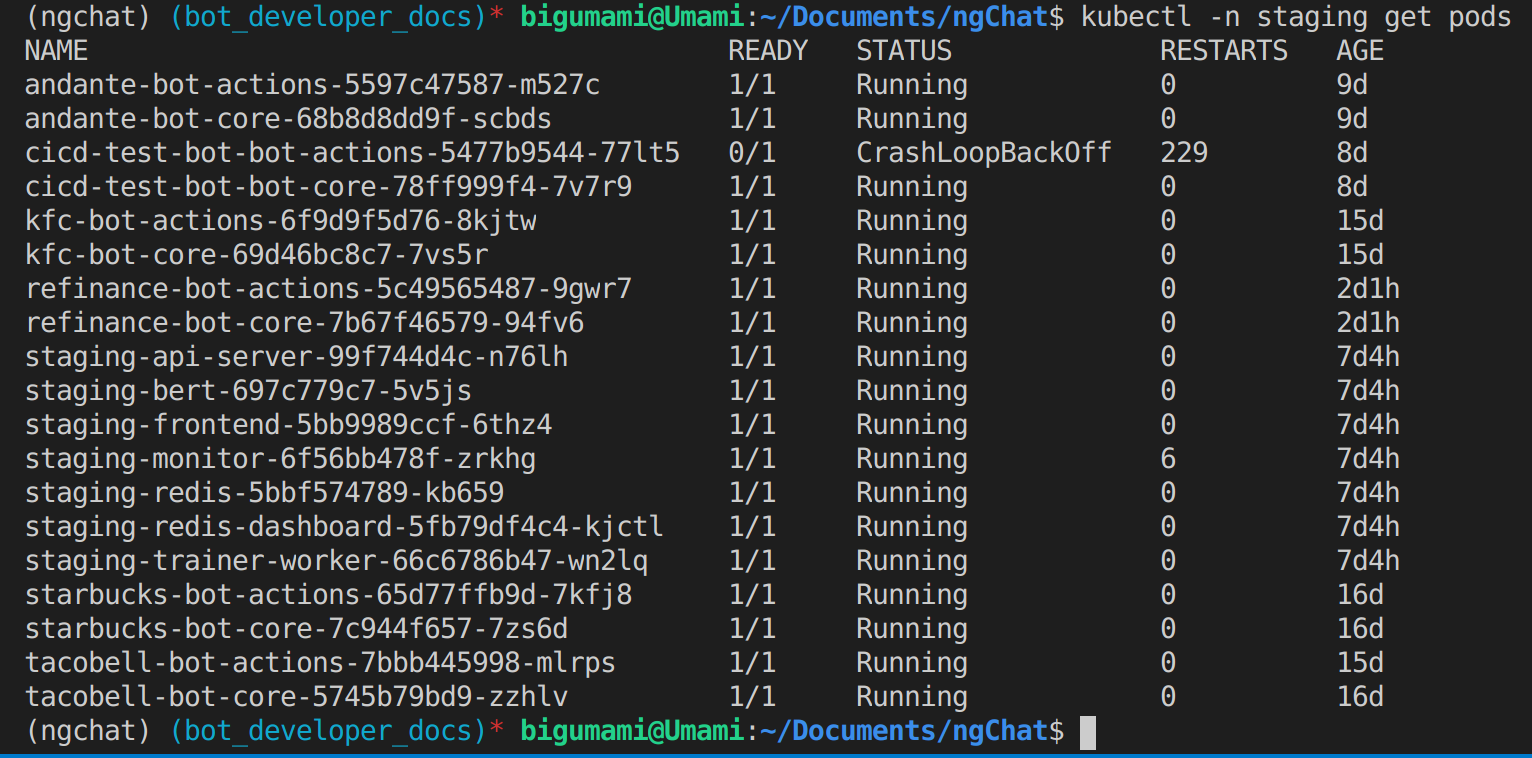 (ngchat) (bot_developer_docs)* bigumami@Umami:~/Documents/ngChat$ kubectl -n staging get pods
NAME READY STATUS RESTARTS AGE
andante-bot-actions-5597c47587-m527c 1/1 Running 0 9d
andante-bot-core-68b8d8dd9f-scbds 1/1 Running 0 9d
cicd-test-bot-bot-actions-5477b9544-77lt5 0/1 CrashLoopBackOff 229 8d
cicd-test-bot-bot-core-78ff999f4-7v7r9 1/1 Running 0 8d
kfc-bot-actions-6f9d9f5d76-8kjtw 1/1 Running 0 15d
kfc-bot-core-69d46bc8c7-7vs5r 1/1 Running 0 15d
refinance-bot-actions-5c49565487-9gwr7 1/1 Running 0 2d1h
refinance-bot-core-7b67f46579-94fv6 1/1 Running 0 2d1h
staging-api-server-99f744d4c-n76lh 1/1 Running 0 7d4h
staging-bert-697c779c7-5v5js 1/1 Running 0 7d4h
staging-frontend-5bb9989ccf-6thz4 1/1 Running 0 7d4h
staging-monitor-6f56bb478f-zrkhg 1/1 Running 6 7d4h
staging-redis-5bbf574789-kb659 1/1 Running 0 7d4h
staging-redis-dashboard-5fb79df4c4-kjctl 1/1 Running 0 7d4h
staging-trainer-worker-66c6786b47-wn2lq 1/1 Running 0 7d4h
starbucks-bot-actions-65d77ffb9d-7kfj8 1/1 Running 0 16d
starbucks-bot-core-7c944f657-7zs6d 1/1 Running 0 16d
tacobell-bot-actions-7bbb445998-mlrps 1/1 Running 0 15d
tacobell-bot-core-5745b79bd9-zzhlv 1/1 Running 0 16d
(ngchat) (bot_developer_docs)* bigumami@Umami:~/Documents/ngChat$